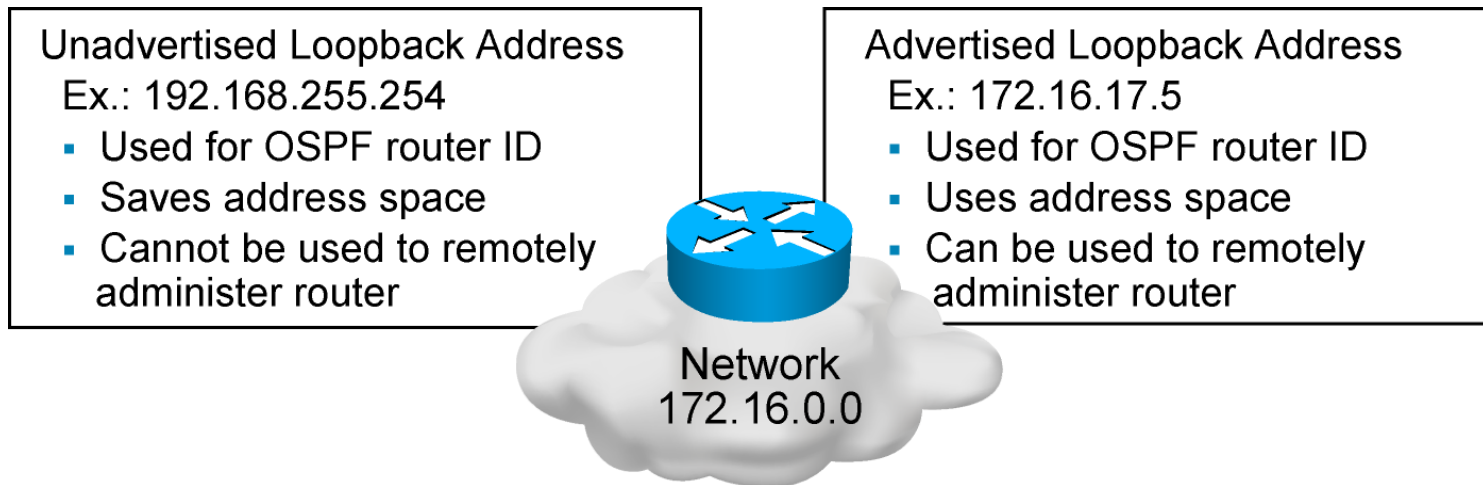 Unadvertised Loopback Address
Ex.: 192.168.255.254
▪ Used for OSPF router ID
▪ Saves address space
▪ Cannot be used to remotely
administer router
Advertised Loopback Address
Ex.: 172.16.17.5
▪ Used for OSPF router ID
▪ Uses address space
▪ Can be used to remotely
administer router
Network
172.16.0.0